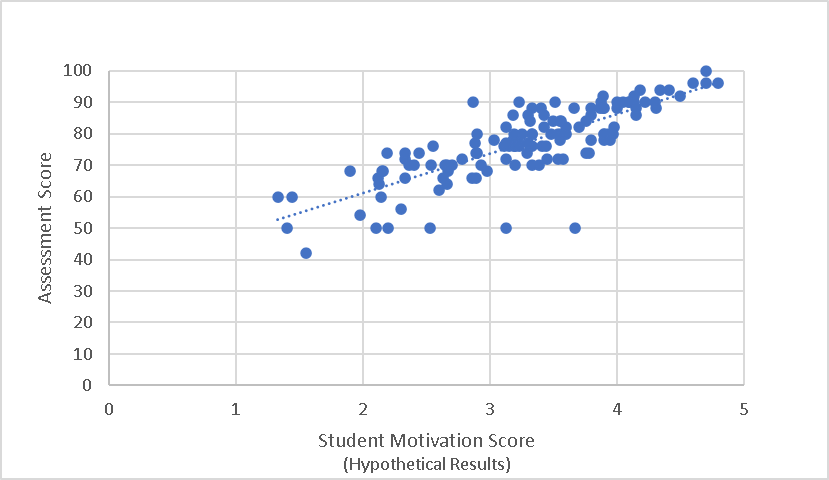 100
90
80
70
60
50
40
30
20
10
0
Assessment Score
0 1 2 3 4 5
Student Motivation Score
(Hypothetical Results)